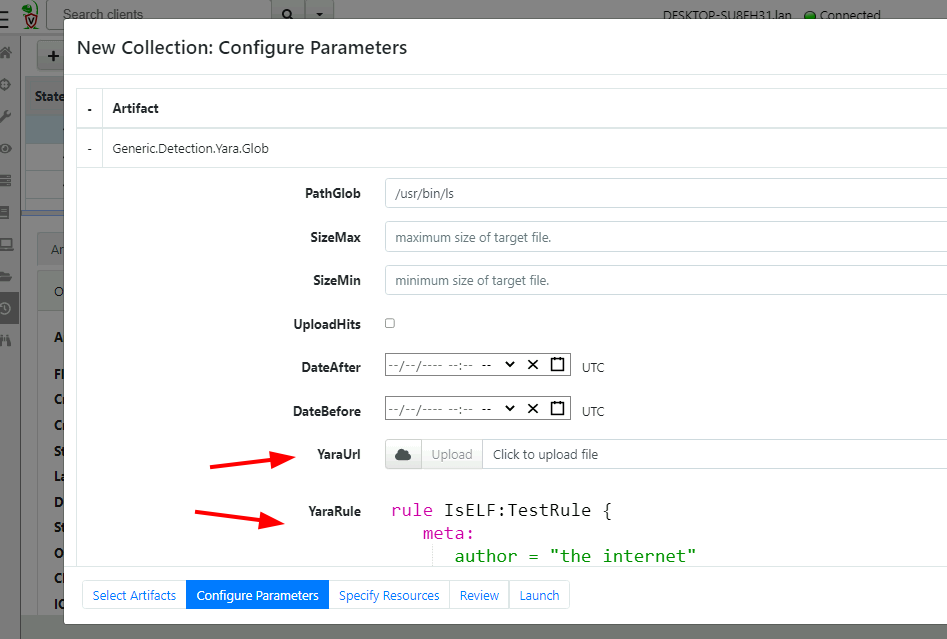 Search clients
DESKTOP-SU8EH31.lan Connected
New Collection: Configure Parameters
State
- Artifact
- Generic.Detection.Yara.Glob
PathGlob /usr/bin/ls
SizeMax maximum size of target file.
SizeMin minimum size of target file.
UploadHits
DateAfter --/--/---- --:-- -- UTC
DateBefore --/--/---- --:-- -- UTC
YaraUrl Upload Click to upload file
YaraRule rule IsELF:TestRule {
meta:
author = "the internet"
Select Artifacts Configure Parameters Specify Resources Review Launch